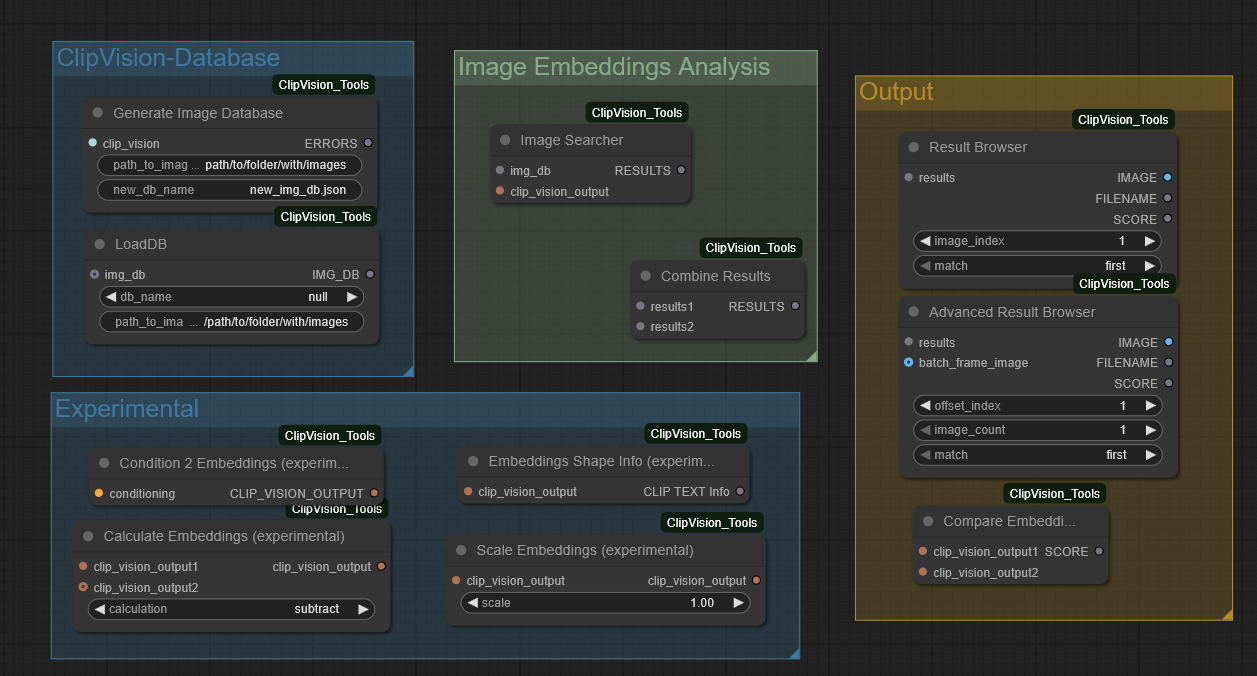 ClipVision-Database
ClipVision_Tools
Generate Image Database
clip_vision ERRORS
path_to_imag ... path/to/folder/with/images
new_db_name new_img_db.json
ClipVision_Tools
LoadDB
img_db IMG_DB
db_name null
path_to_ima ... /path/to/folder/with/images
Image Embeddings Analysis
ClipVision_Tools
Image Searcher
img_db RESULTS
clip_vision_output
ClipVision_Tools
Combine Results
results1 RESULTS
results2
Output
ClipVision_Tools
Result Browser
results IMAGE
FILENAME
SCORE
image_index 1
match first
ClipVision_Tools
Advanced Result Browser
results IMAGE
batch_frame_image FILENAME
SCORE
offset_index 1
image_count 1
match first
ClipVision_Tools
Compare Embeddi...
clip_vision_output1 SCORE
clip_vision_output2
Experimental
ClipVision_Tools
Condition 2 Embeddings (experim...
conditioning CLIP_VISION_OUTPUT
ClipVision_Tools
Calculate Embeddings (experimental)
clip_vision_output1 clip_vision_output
clip_vision_output2
calculation subtract
ClipVision_Tools
Embeddings Shape Info (experim...
clip_vision_output CLIP TEXT Info
ClipVision_Tools
Scale Embeddings (experimental)
clip_vision_output clip_vision_output
scale 1.00